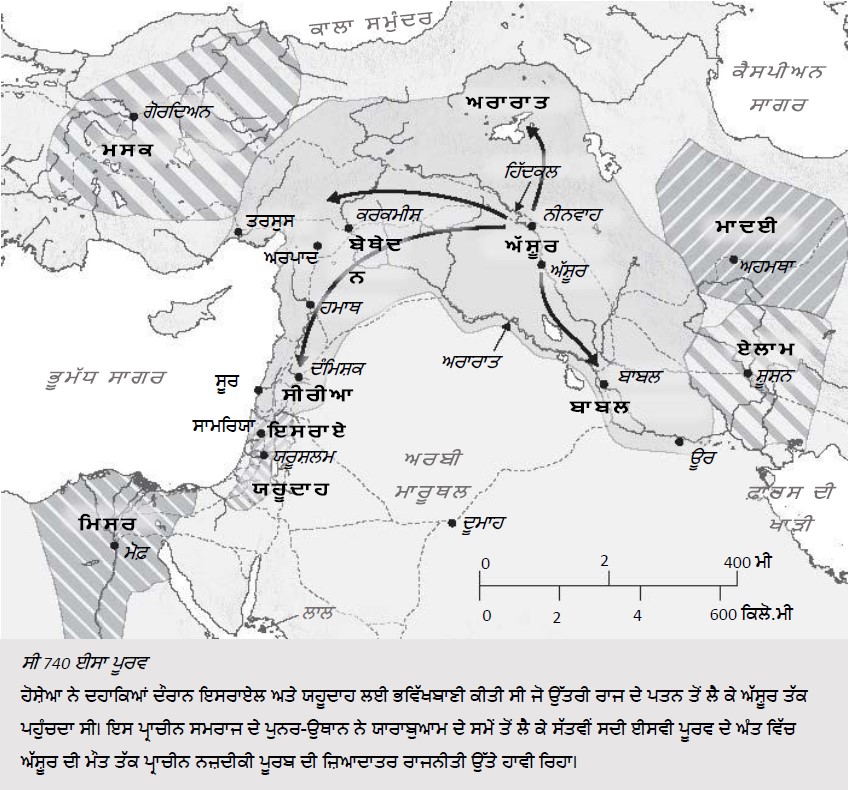 ਕਾਲਾ ਸਮੁੰਦਰ
ਕੈਸਪੀਅਨ
ਸਾਗਰ
ਅਰਾਰਾਤ
ਗੋਰਦਿਅਨ
ਮਸਕ
ਹਿੱਦਕਲ
ਤਰਸੁਸ
ਕਰਕਮੀਸ਼
ਨੀਨਵਾਹ
ਮਾਦਈ
ਅਰਪਾਦ
ਬੇਥੇਦ
ਨ
ਅੱਸੂਰ
ਅੱਸ਼ੂਰ
ਅਹਮਥਾ
ਹਮਾਥ
ਅਰਾਰਾਤ
ਏਲਾਮ
ਭੂਮੱਧ ਸਾਗਰ
ਸੂਰ
ਦੰਮਿਸ਼ਕ
ਸੀਰੀਆ
ਬਾਬਲ
ਬਾਬਲ
ਸ਼ੂਸ਼ਨ
ਸਾਮਰਿਯਾ
ਇਸਰਾਏ
ਯਰੂਸ਼ਲਮ
ਯਹੂਦਾਹ
ਅਰਬੀ
ਮਾਰੂਥਲ
ਊਰ
ਫ਼ਾਰਸ ਦੀ
ਖਾੜੀ
ਮਿਸਰ
ਮੋਫ਼
ਦੂਮਾਹ
ਲਾਲ
0 2 400 ਮੀ
0 2 4 600 ਕਿਲੋ.ਮੀ
ਸੀ 740 ਈਸਾ ਪੂਰਵ
ਹੋਸ਼ੇਆ ਨੇ ਦਹਾਕਿਆਂ ਦੌਰਾਨ ਇਸਰਾਏਲ ਅਤੇ ਯਹੂਦਾਹ ਲਈ ਭਵਿੱਖਬਾਣੀ ਕੀਤੀ ਸੀ ਜੋ ਉੱਤਰੀ ਰਾਜ ਦੇ ਪਤਨ ਤੋਂ ਲੈ ਕੇ ਅੱਸ਼ੂਰ ਤੱਕ
ਪਹੁੰਚਦਾ ਸੀ। ਇਸ ਪ੍ਰਾਚੀਨ ਸਮਰਾਜ ਦੇ ਪੁਨਰ-ਉਥਾਨ ਨੇ ਯਾਰਾਬੁਆਮ ਦੇ ਸਮੇਂ ਤੋਂ ਲੈ ਕੇ ਸੱਤਵੀਂ ਸਦੀ ਈਸਵੀ ਪੂਰਵ ਦੇ ਅੰਤ ਵਿੱਚ
ਅੱਸ਼ੂਰ ਦੀ ਮੌਤ ਤੱਕ ਪ੍ਰਾਚੀਨ ਨਜ਼ਦੀਕੀ ਪੂਰਬ ਦੀ ਜ਼ਿਆਦਾਤਰ ਰਾਜਨੀਤੀ ਉੱਤੇ ਹਾਵੀ ਰਿਹਾ।